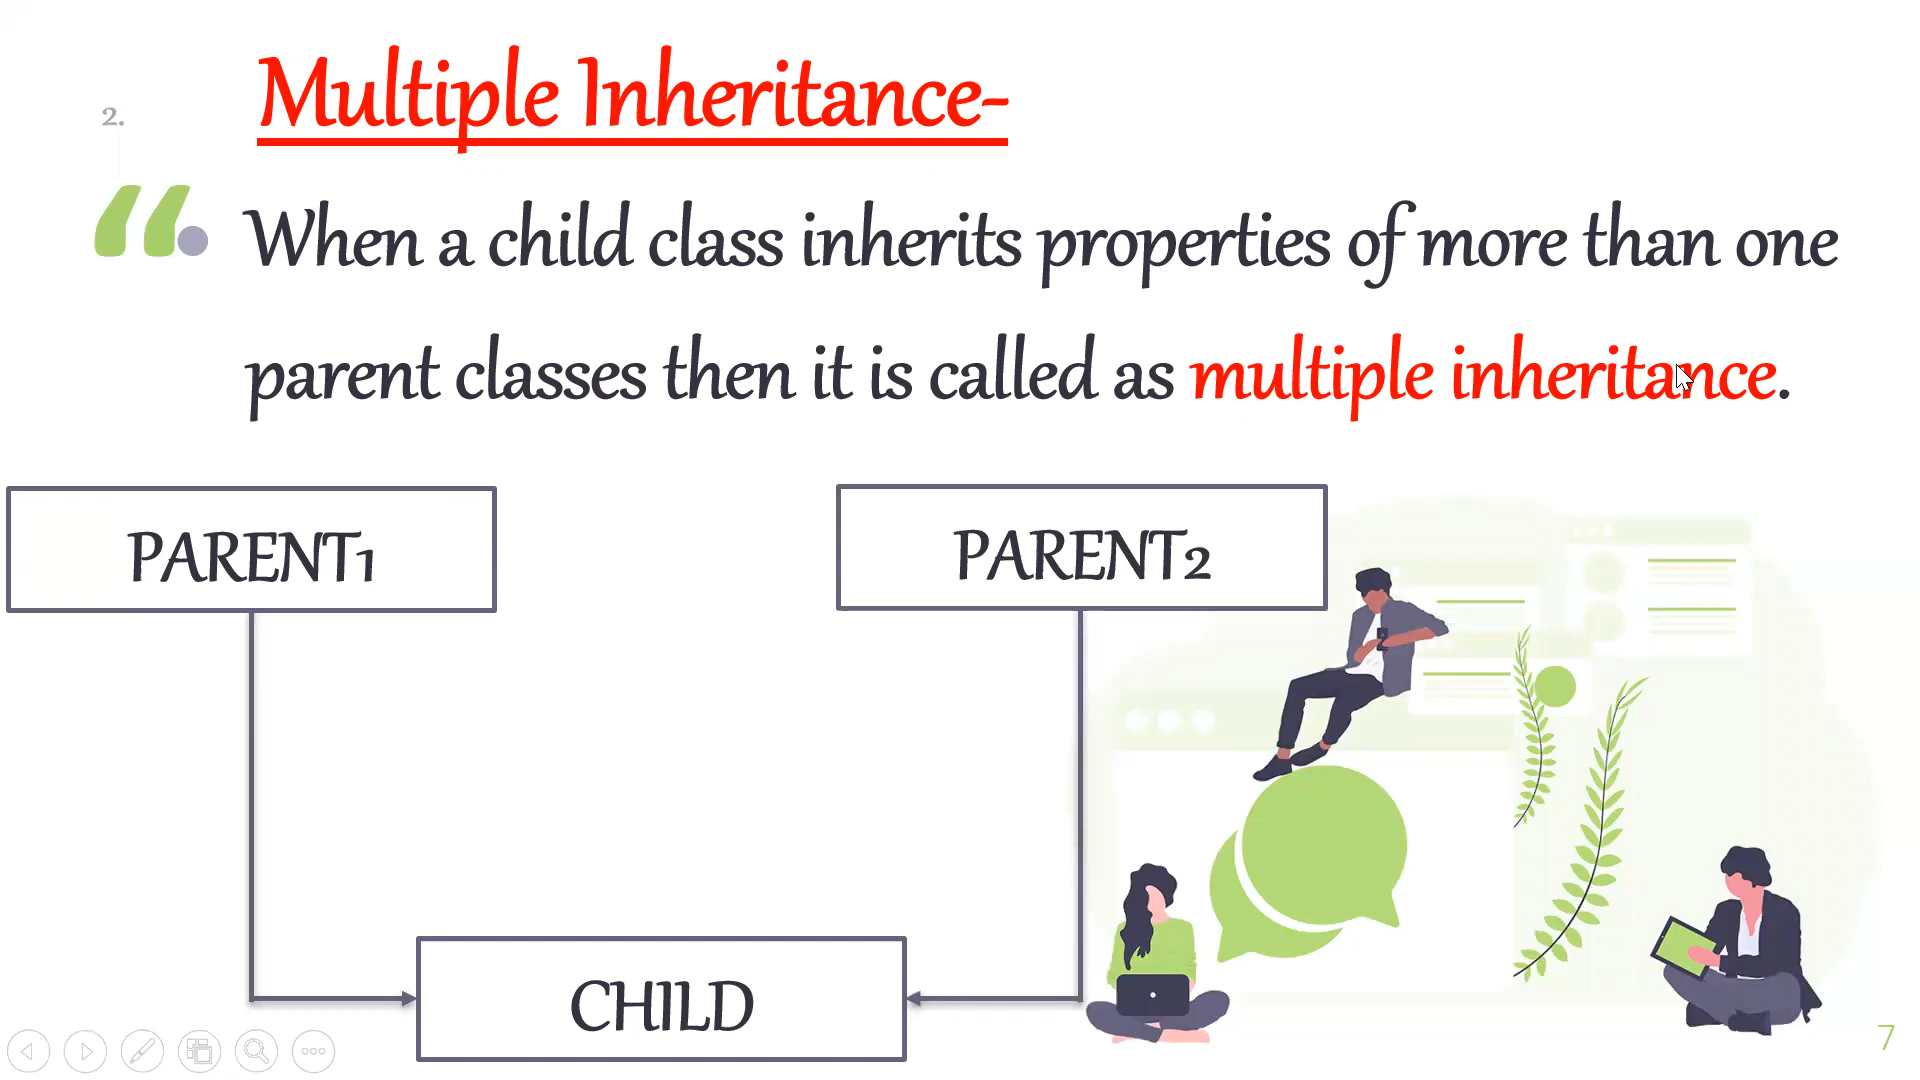 2.
Multiple Inheritance-
“
When a child class inherits properties of more than one
parent classes then it is called as multiple inheritance.
PARENT1
PARENT2
CHILD
7